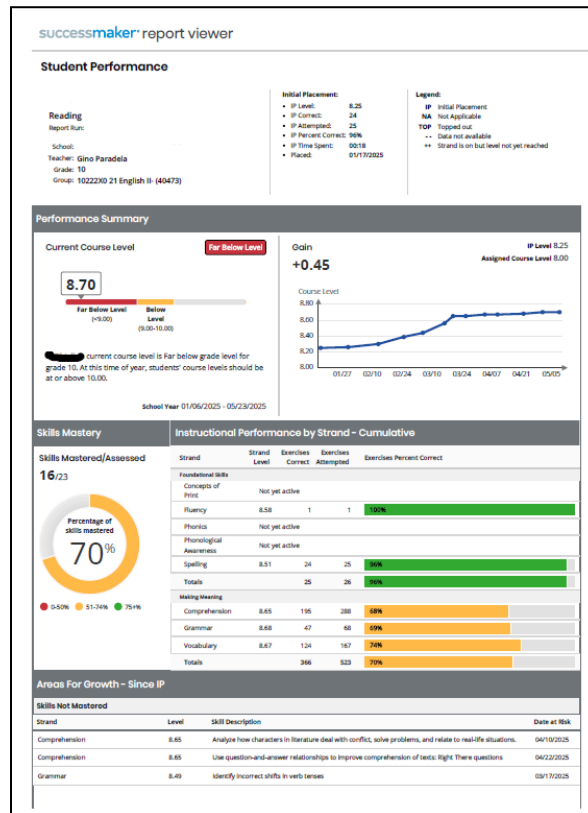 successmaker® report viewer
Student Performance
Reading
Report Run:
School:
Teacher: Gino Paradela
Grade: 10
Group: 10222X0 21 English II- (40473)
Initial Placement:
• IP Level: 8.25
• IP Correct: 24
• IP Attempted: 25
• IP Percent Correct: 96%
• IP Time Spent: 00:18
• Placed: 01/17/2025
Legend:
IP Initial Placement
NA Not Applicable
TOP Topped out
-- Data not available
++ Strand is on but level not yet reached
Performance Summary
Current Course Level
Far Below Level
8.70
Far Below Level
(<9.00)
Below
Level
(9.00-10.00)
current course level is Far below grade level for
grade 10. At this time of year, students' course levels should be
at or above 10.00.
School Year 01/06/2025 - 05/23/2025
Gain
+0.45
IP Level 8.25
Assigned Course Level 8.00
Course Level
8.80
8.60
8.40
8.20
8.00
01/27 02/10 02/24 03/10 03/24 04/07 04/21 05/05
Skills Mastery
Skills Mastered/Assessed
16/23
Percentage of
skills mastered
70%
0-50% 51-74% 75+%
Instructional Performance by Strand - Cumulative
Strand Strand Level Exercises Correct Exercises Attempted Exercises Percent Correct
Foundational Skills
Concepts of Print Not yet active
Fluency 8.58 1 1 100%
Phonics Not yet active
Phonological Awareness Not yet active
Spelling 8.51 24 25 96%
Totals 25 26 96%
Making Meaning
Comprehension 8.65 195 288 68%
Grammar 8.68 47 68 69%
Vocabulary 8.67 124 167 74%
Totals 366 523 70%
Areas For Growth - Since IP
Skills Not Mastered
Strand Level Skill Description Date at Risk
Comprehension 8.65 Analyze how characters in literature deal with conflict, solve problems, and relate to real-life situations. 04/10/2025
Comprehension 8.65 Use question-and-answer relationships to improve comprehension of texts: Right There questions 04/22/2025
Grammar 8.49 Identify incorrect shifts in verb tenses 03/17/2025